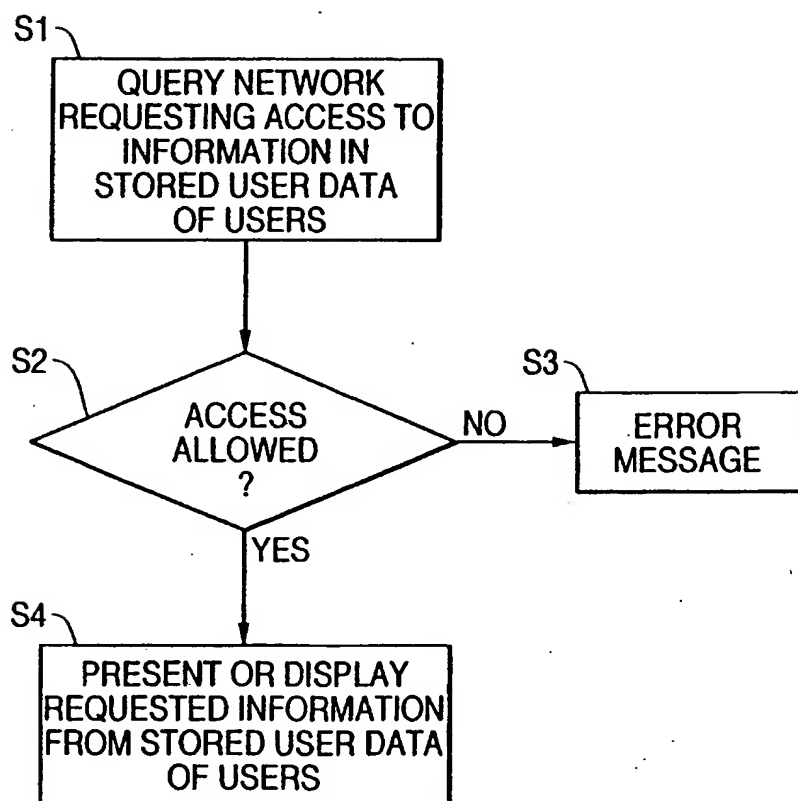 S1
QUERY NETWORK
REQUESTING ACCESS TO
INFORMATION IN
STORED USER DATA
OF USERS
S2
ACCESS
ALLOWED
?
NO
S3
ERROR
MESSAGE
YES
S4
PRESENT OR DISPLAY
REQUESTED INFORMATION
FROM STORED USER DATA
OF USERS